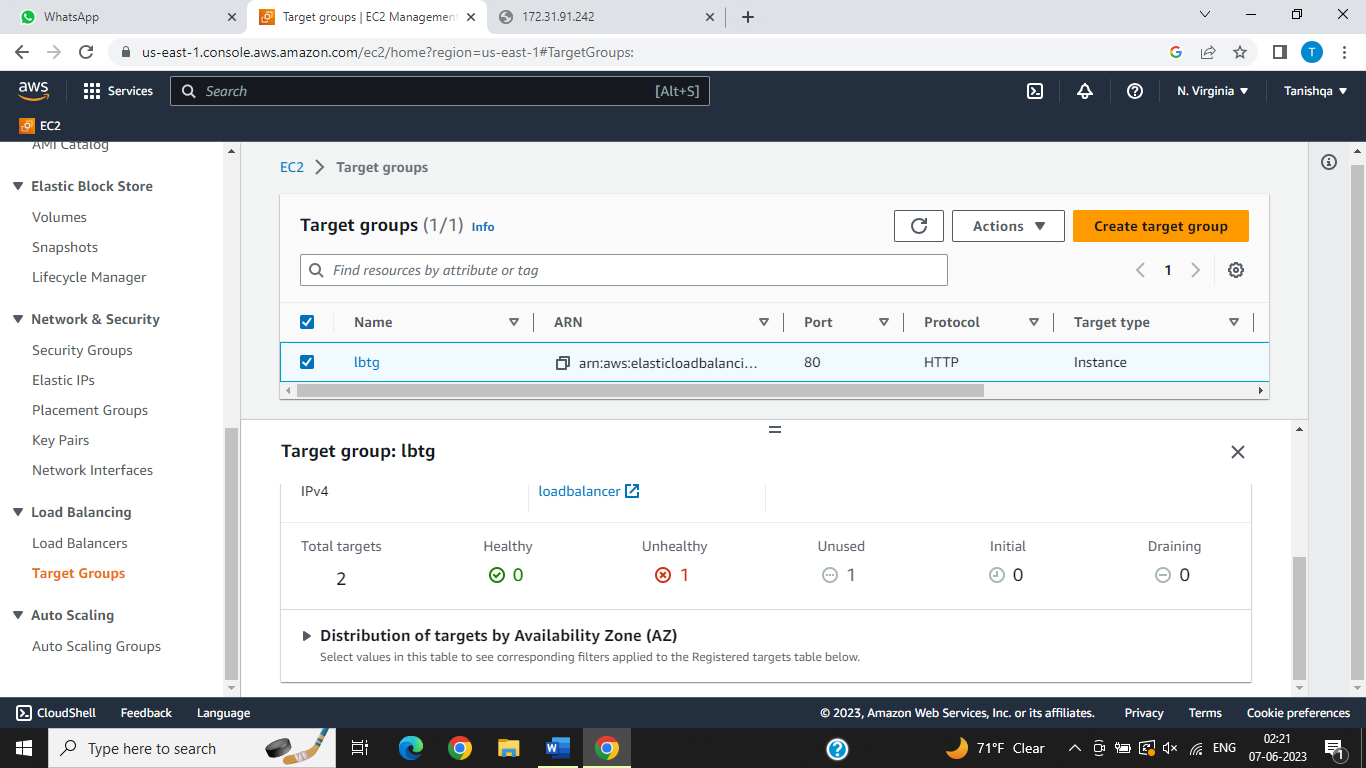 WhatsApp
Target groups | EC2 Management
172.31.91.242
us-east-1.console.aws.amazon.com/ec2/home?region=us-east-1#TargetGroups:
T
aws
Services
Search
[Alt+S]
N. Virginia
Tanishqa
EC2
AMI Catalog
Elastic Block Store
Volumes
Snapshots
Lifecycle Manager
Network & Security
Security Groups
Elastic IPs
Placement Groups
Key Pairs
Network Interfaces
Load Balancing
Load Balancers
Target Groups
Auto Scaling
Auto Scaling Groups
EC2 > Target groups
Target groups (1/1) Info
Actions
Create target group
Find resources by attribute or tag
1
Name ARN Port Protocol Target type
lbtg arn:aws:elasticloadbalanci... 80 HTTP Instance
Target group: lbtg
IPv4 loadbalancer
Total targets Healthy Unhealthy Unused Initial Draining
2 0 1 1 0 0
Distribution of targets by Availability Zone (AZ)
Select values in this table to see corresponding filters applied to the Registered targets table below.
CloudShell Feedback Language © 2023, Amazon Web Services, Inc. or its affiliates. Privacy Terms Cookie preferences
Type here to search
71°F Clear
ENG
02:21
07-06-2023
1